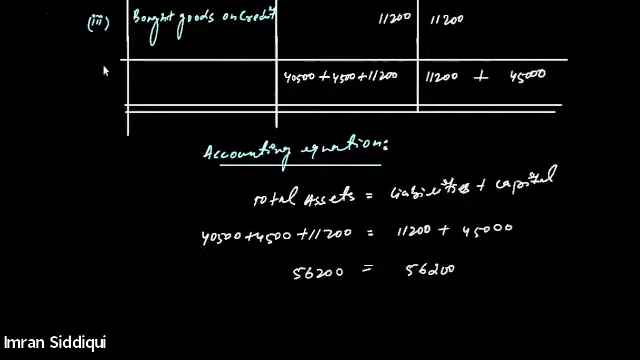 (iii) Bought goods on Credit 11200 11200
40500 + 4500 + 11200 11200 + 45000
Accounting equation:
Total Assets = Liabilities + Capital
40500 + 4500 + 11200 = 11200 + 45000
56200 = 56200
Imran Siddiqui